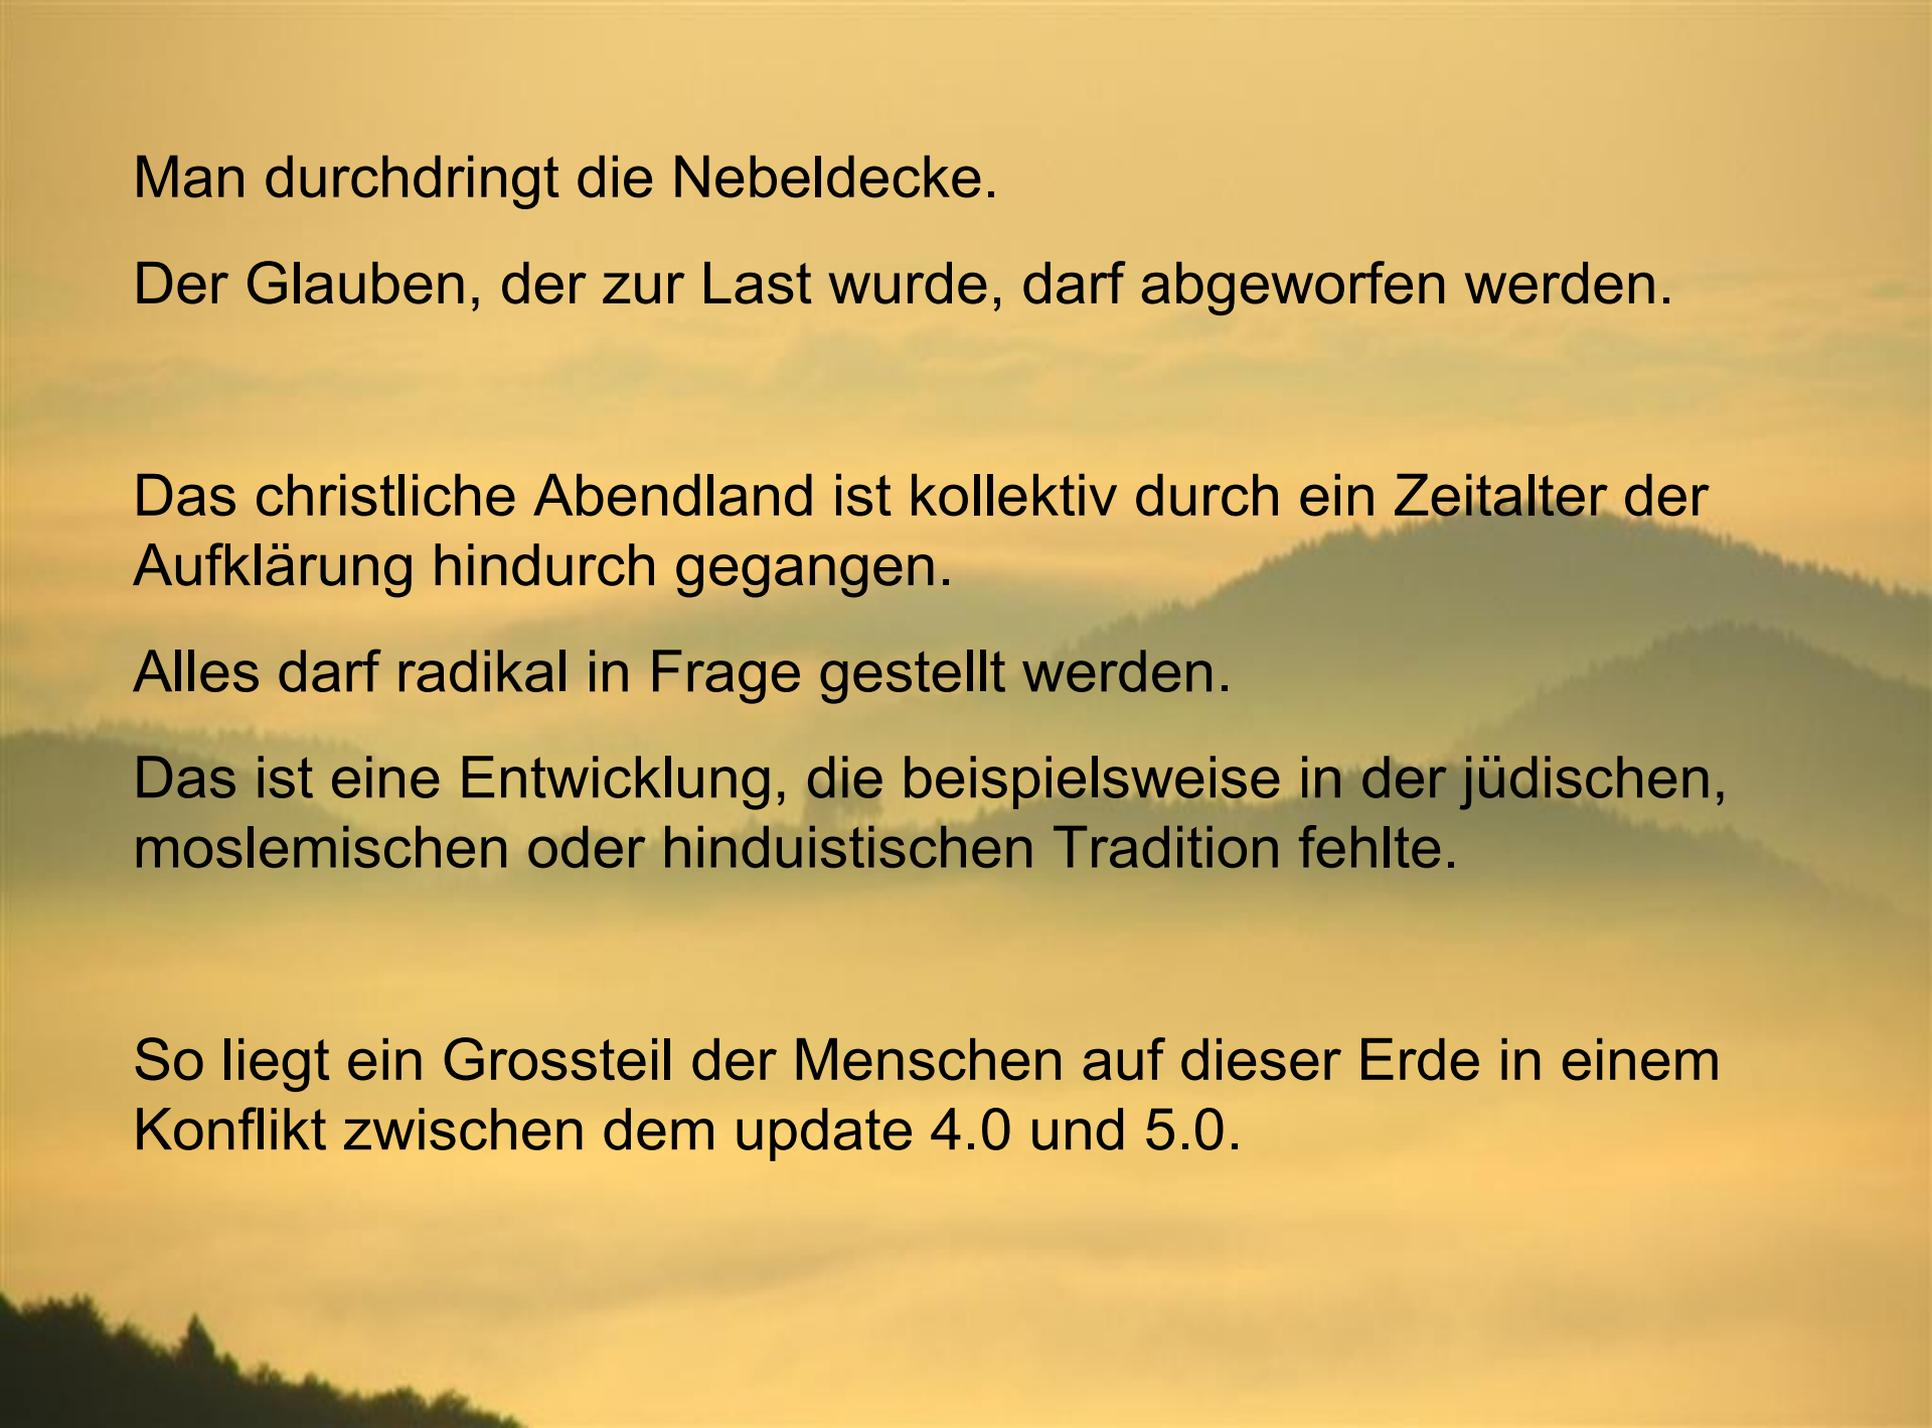 Man durchdringt die Nebeldecke.
Der Glauben, der zur Last wurde, darf abgeworfen werden.
Das christliche Abendland ist kollektiv durch ein Zeitalter der
Aufklärung hindurch gegangen.
Alles darf radikal in Frage gestellt werden.
Das ist eine Entwicklung, die beispielsweise in der jüdischen,
moslemischen oder hinduistischen Tradition fehlte.
So liegt ein Grossteil der Menschen auf dieser Erde in einem
Konflikt zwischen dem update 4.0 und 5.0.